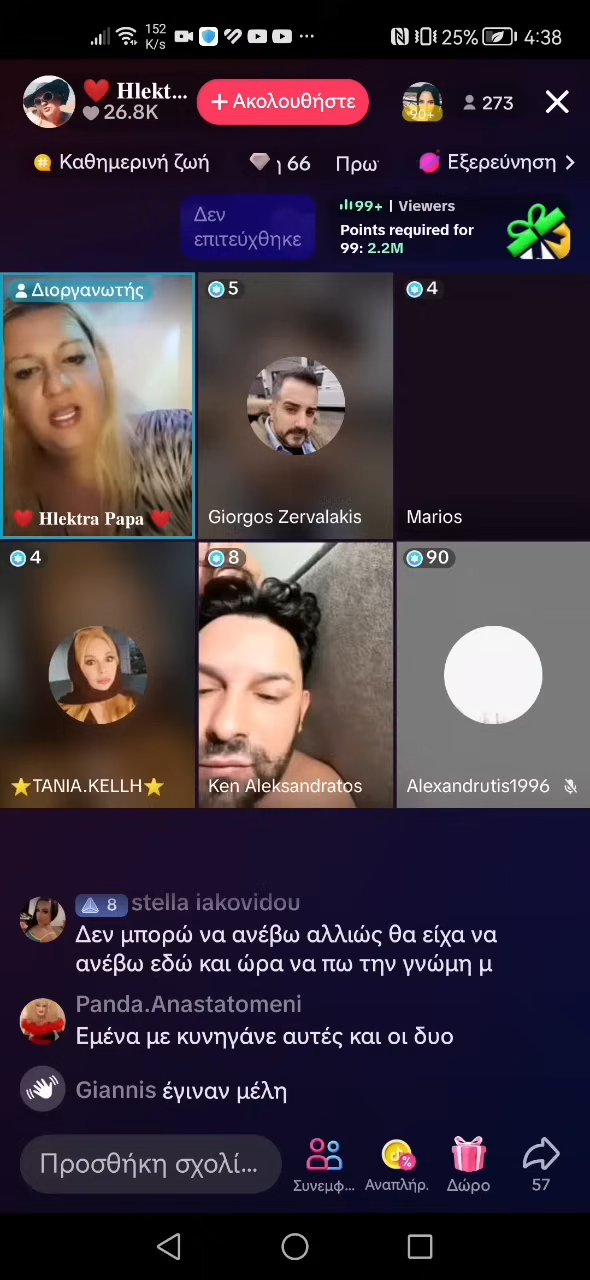 152
K/s
25%
4:38
❤️ Hlekt...
26.8K
+ Ακολουθήστε
90+
273
Καθημερινή ζωή
η 66
Πρω
Εξερεύνηση
Δεν
επιτεύχθηκε
99+ | Viewers
Points required for
99: 2.2M
Διοργανωτής
5
4
❤️ Hlektra Papa ❤️
Giorgos Zervalakis
Marios
4
8
90
⭐TANIA.KELLH⭐
Ken Aleksandratos
Alexandrutis1996
8 stella iakovidou
Δεν μπορώ να ανέβω αλλιώς θα είχα να
ανέβω εδώ και ώρα να πω την γνώμη μ
Panda.Anastatomeni
Εμένα με κυνηγάνε αυτές και οι δυο
Giannis έγιναν μέλη
Προσθήκη σχολί...
Συνεμφ...
Αναπλήρ.
Δώρο
57